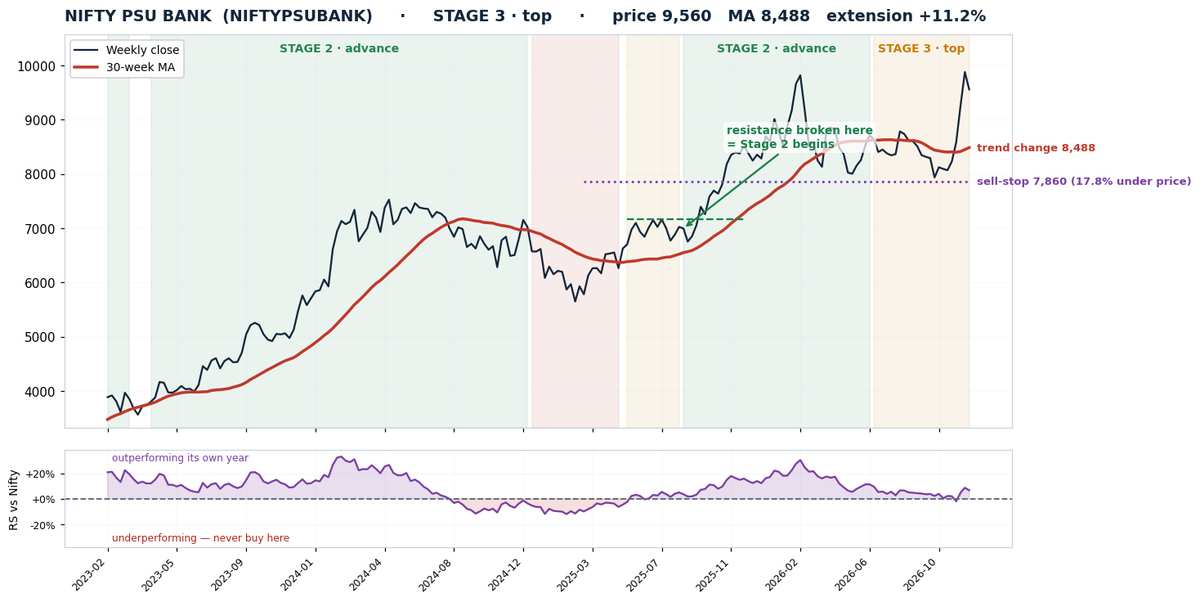 NIFTY PSU BANK (NIFTYPSUBANK) · STAGE 3 · top · price 9,560 MA 8,488 extension +11.2%
Weekly close
30-week MA
STAGE 2 · advance
STAGE 2 · advance
STAGE 3 · top
10000
9000
8000
7000
6000
5000
4000
resistance broken here
= Stage 2 begins
trend change 8,488
sell-stop 7,860 (17.8% under price)
RS vs Nifty
+20%
+0%
-20%
outperforming its own year
underperforming — never buy here
2023-02
2023-05
2023-09
2024-01
2024-04
2024-08
2024-12
2025-03
2025-07
2025-11
2026-02
2026-06
2026-10